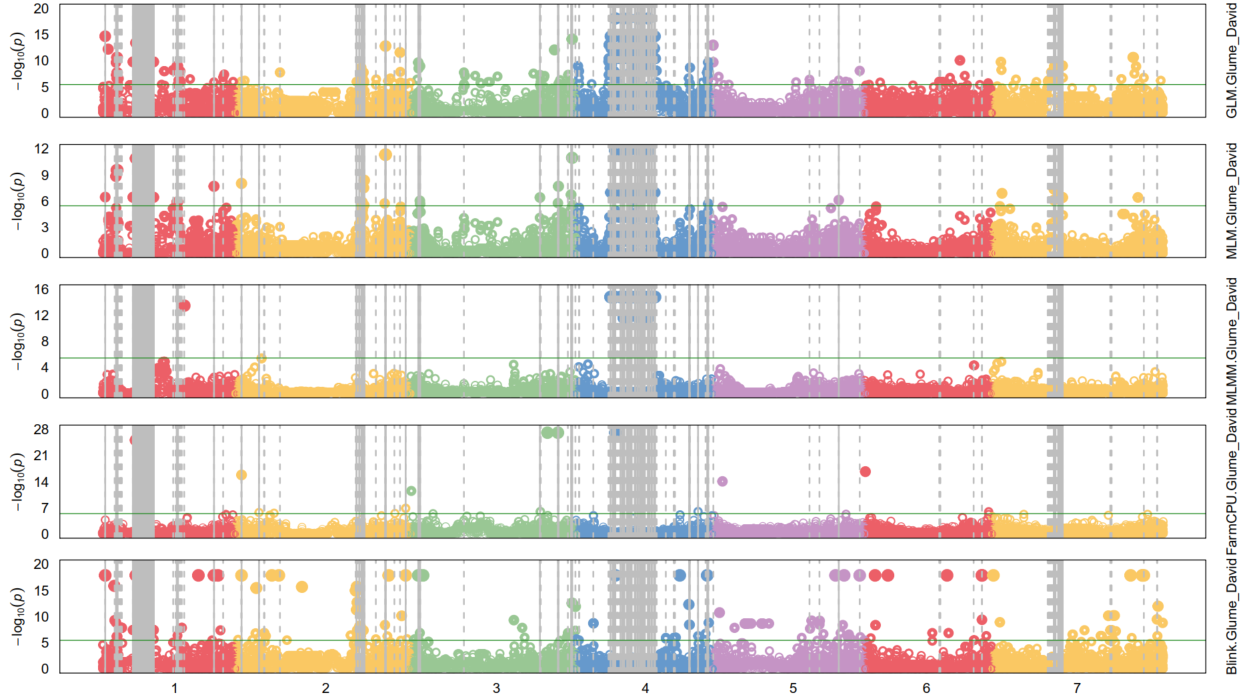 20
15
10
5
0
−log10(p)
GLM.Glume_David
12
9
6
3
0
−log10(p)
MLM.Glume_David
16
12
8
4
0
−log10(p)
MLMM.Glume_David
28
21
14
7
0
−log10(p)
FarmCPU.Glume_David
20
15
10
5
0
−log10(p)
Blink.Glume_David
1 2 3 4 5 6 7